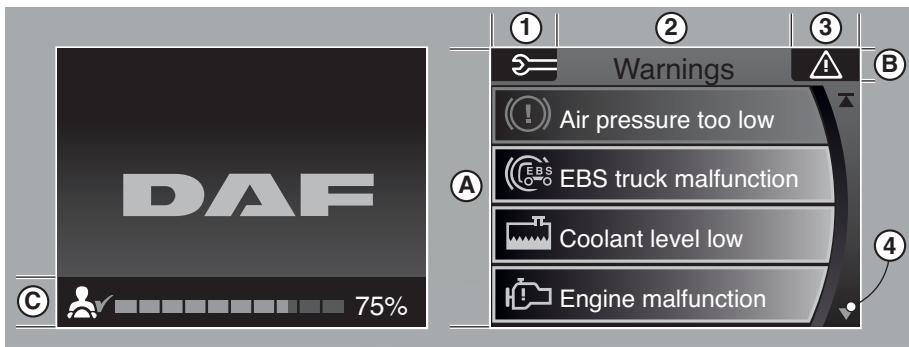 1 2 3
Warnings
B
Air pressure too low
A
EBS
EBS truck malfunction
DAF
Coolant level low
4
Engine malfunction
C
75%